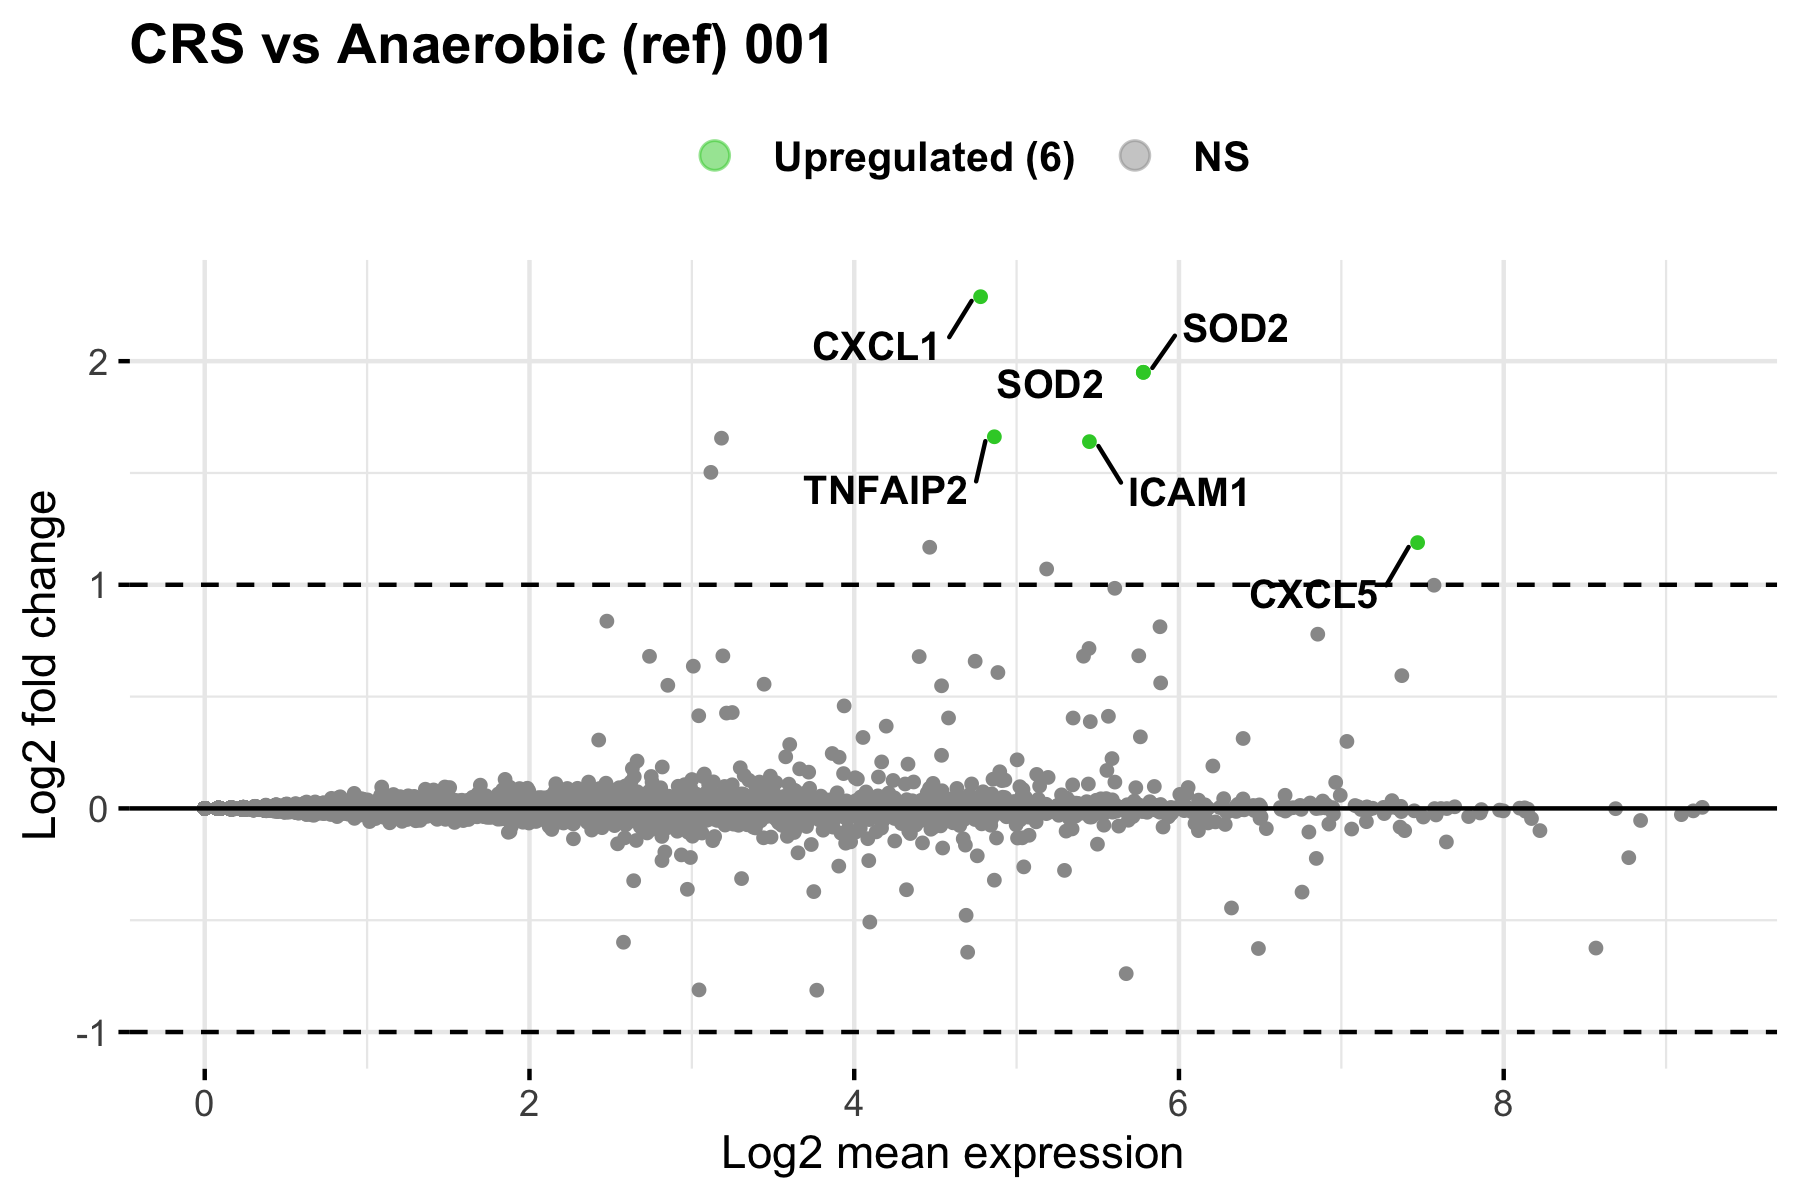 CRS vs Anaerobic (ref) 001
Upregulated (6) NS
Log2 fold change
2
1
0
-1
CXCL1
SOD2
SOD2
TNFAIP2
ICAM1
CXCL5
0 2 4 6 8
Log2 mean expression